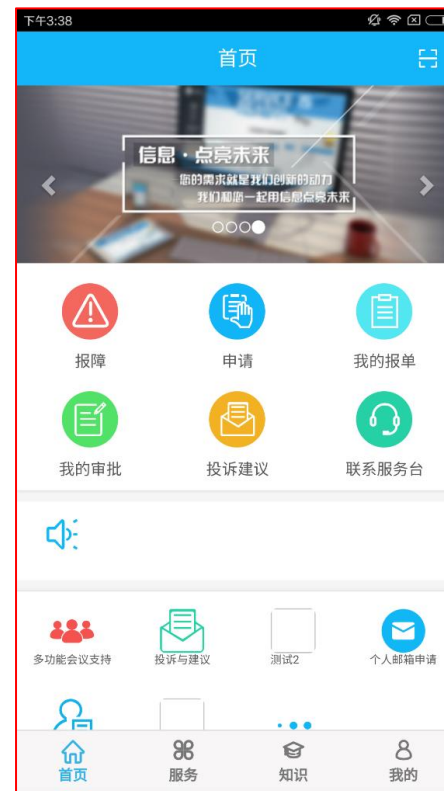 下午3:38
首页
信息·点亮未来
您的需求就是我们创新的动力
我们和您一起用信息点亮未来
报障
申请
我的报单
我的审批
投诉建议
联系服务台
多功能会议支持
投诉与建议
测试2
个人邮箱申请
首页
服务
知识
我的